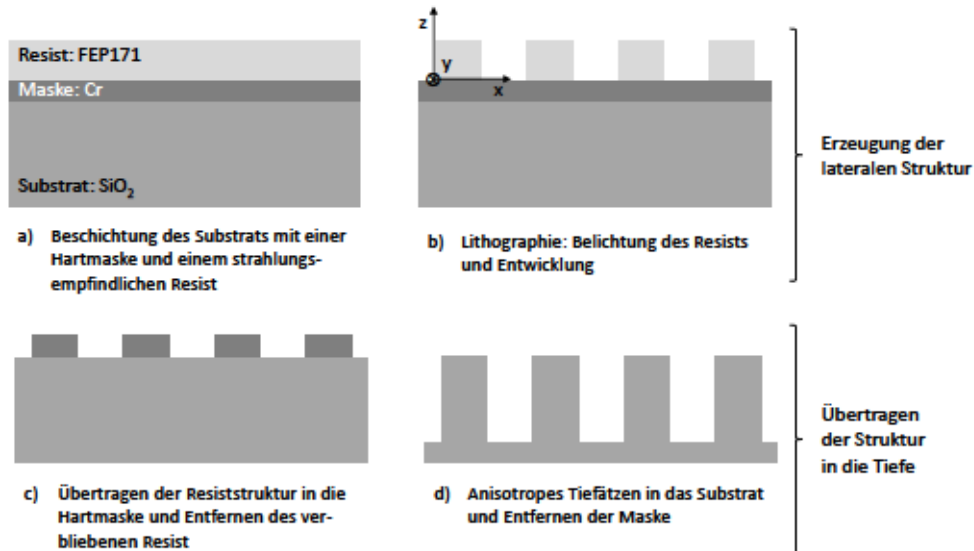 Resist: FEP171
Maske: Cr
Substrat: SiO₂
a) Beschichtung des Substrats mit einer
Hartmaske und einem strahlungs-
empfindlichen Resist
z
y
x
b) Lithographie: Belichtung des Resists
und Entwicklung
Erzeugung der
lateralen Struktur
c) Übertragen der Resiststruktur in die
Hartmaske und Entfernen des ver-
bliebenen Resist
d) Anisotropes Tiefätzen in das Substrat
und Entfernen der Maske
Übertragen
der Struktur
in die Tiefe